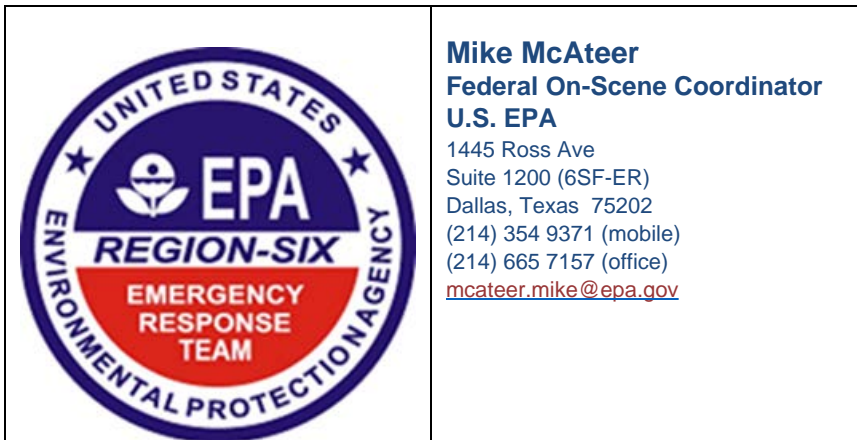 UNITED STATES
EPA
REGION-SIX
EMERGENCY
RESPONSE
TEAM
ENVIRONMENTAL PROTECTION AGENCY
Mike McAteer
Federal On-Scene Coordinator
U.S. EPA
1445 Ross Ave
Suite 1200 (6SF-ER)
Dallas, Texas  75202
(214) 354 9371 (mobile)
(214) 665 7157 (office)
mcateer.mike@epa.gov